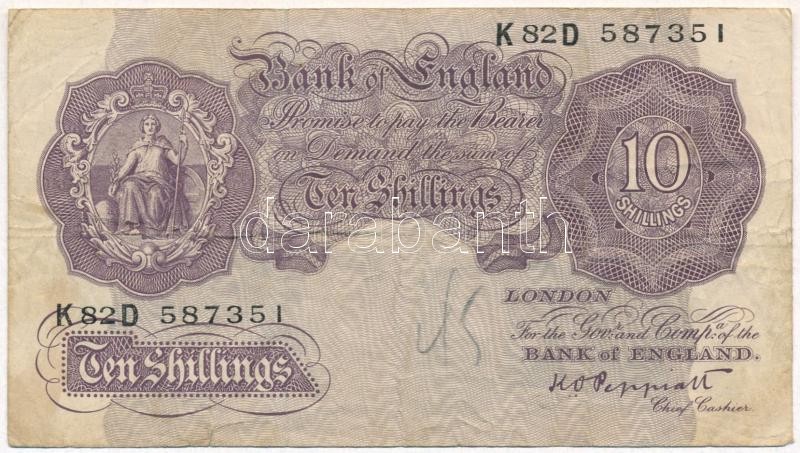 K82D 587351
Bank of England
Promise to pay the Bearer
on Demand the sum of
Ten Shillings
10
SHILLINGS
darabanth
K82D 587351
LONDON
For the Govr. and Compa. of the
BANK of ENGLAND.
Ten Shillings
K O Peppiatt
Chief Cashier.